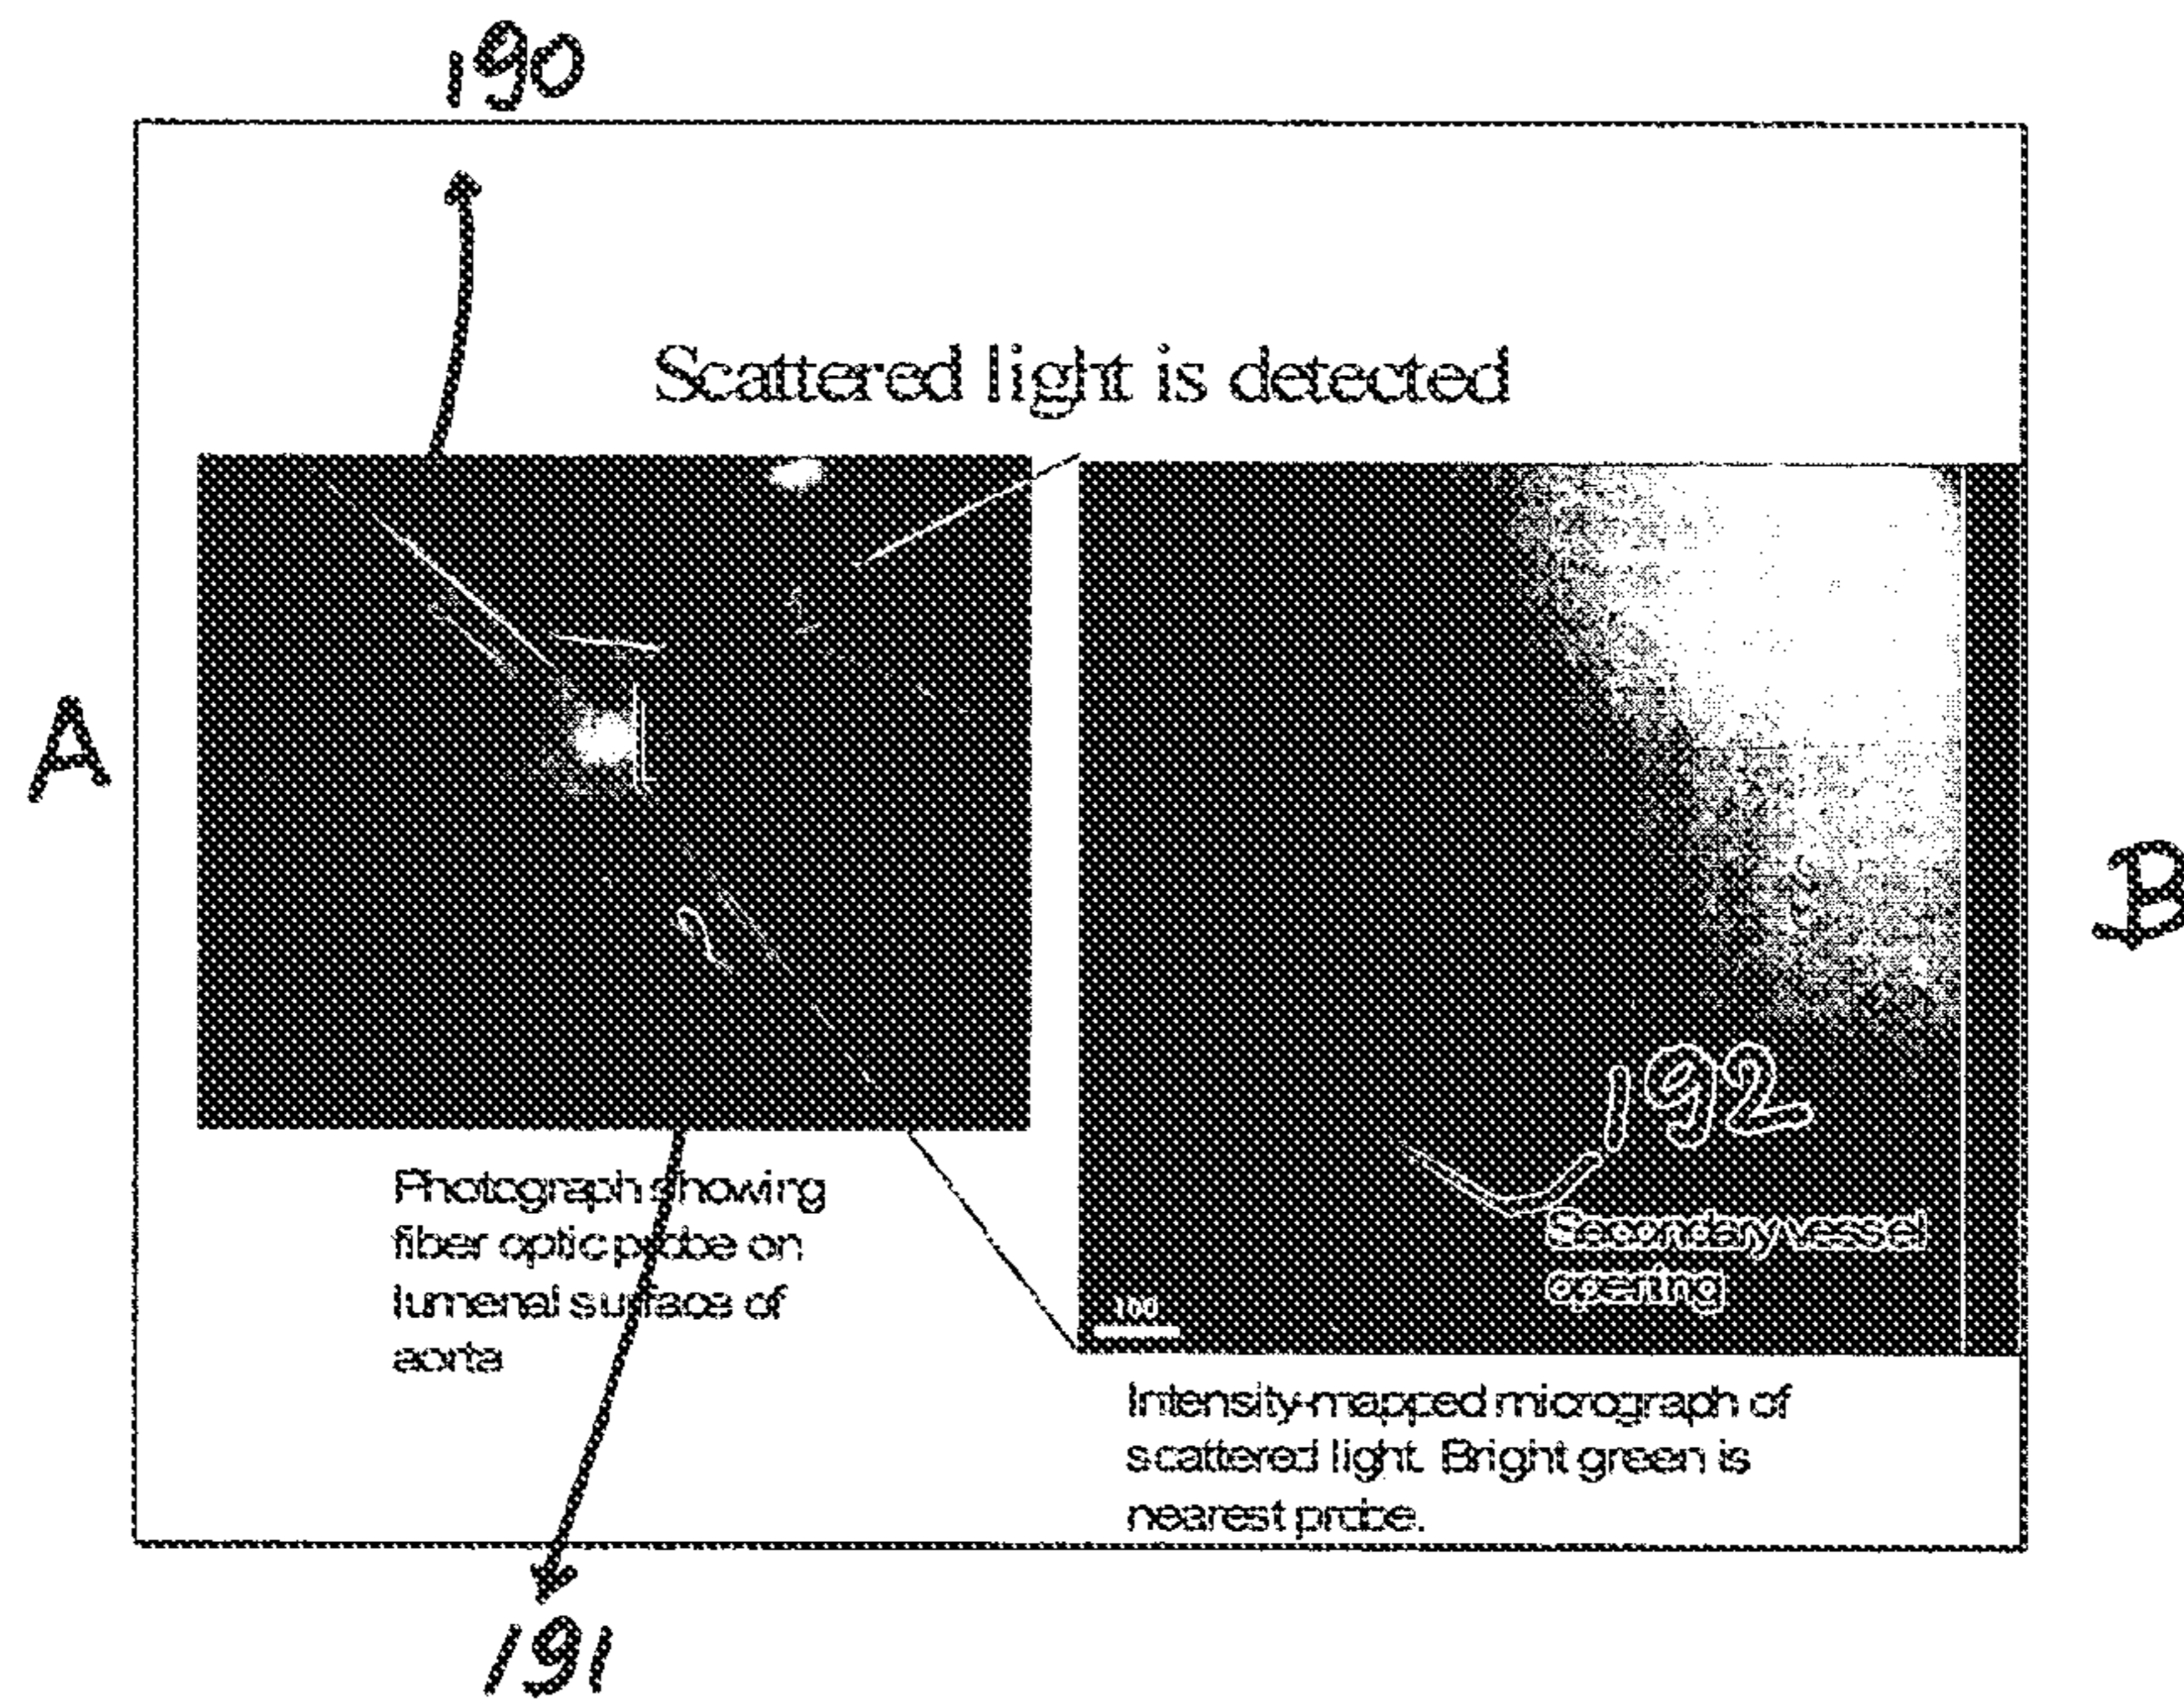 190
Scattered light is detected
A
B
192
Secondary vessel
opening
100
Photograph showing
fiber optic probe on
lumenal surface of
aorta
Intensity-mapped micrograph of
scattered light. Bright green is
nearest probe.
191